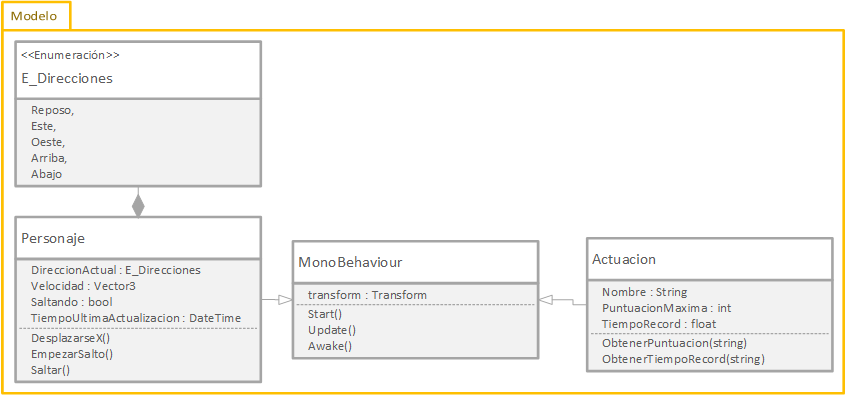 Modelo
<<Enumeración>>
E_Direcciones
Reposo,
Este,
Oeste,
Arriba,
Abajo
Personaje
DireccionActual : E_Direcciones
Velocidad : Vector3
Saltando : bool
TiempoUltimaActualizacion : DateTime
DesplazarseX()
EmpezarSalto()
Saltar()
MonoBehaviour
transform : Transform
Start()
Update()
Awake()
Actuacion
Nombre : String
PuntuacionMaxima : int
TiempoRecord : float
ObtenerPuntuacion(string)
ObtenerTiempoRecord(string)